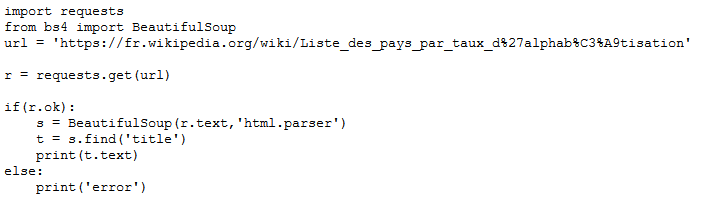 import requests
from bs4 import BeautifulSoup
url = 'https://fr.wikipedia.org/wiki/Liste_des_pays_par_taux_d%27alphab%C3%A9tisation'
r = requests.get(url)
if(r.ok):
    s = BeautifulSoup(r.text,'html.parser')
    t = s.find('title')
    print(t.text)
else:
    print('error')